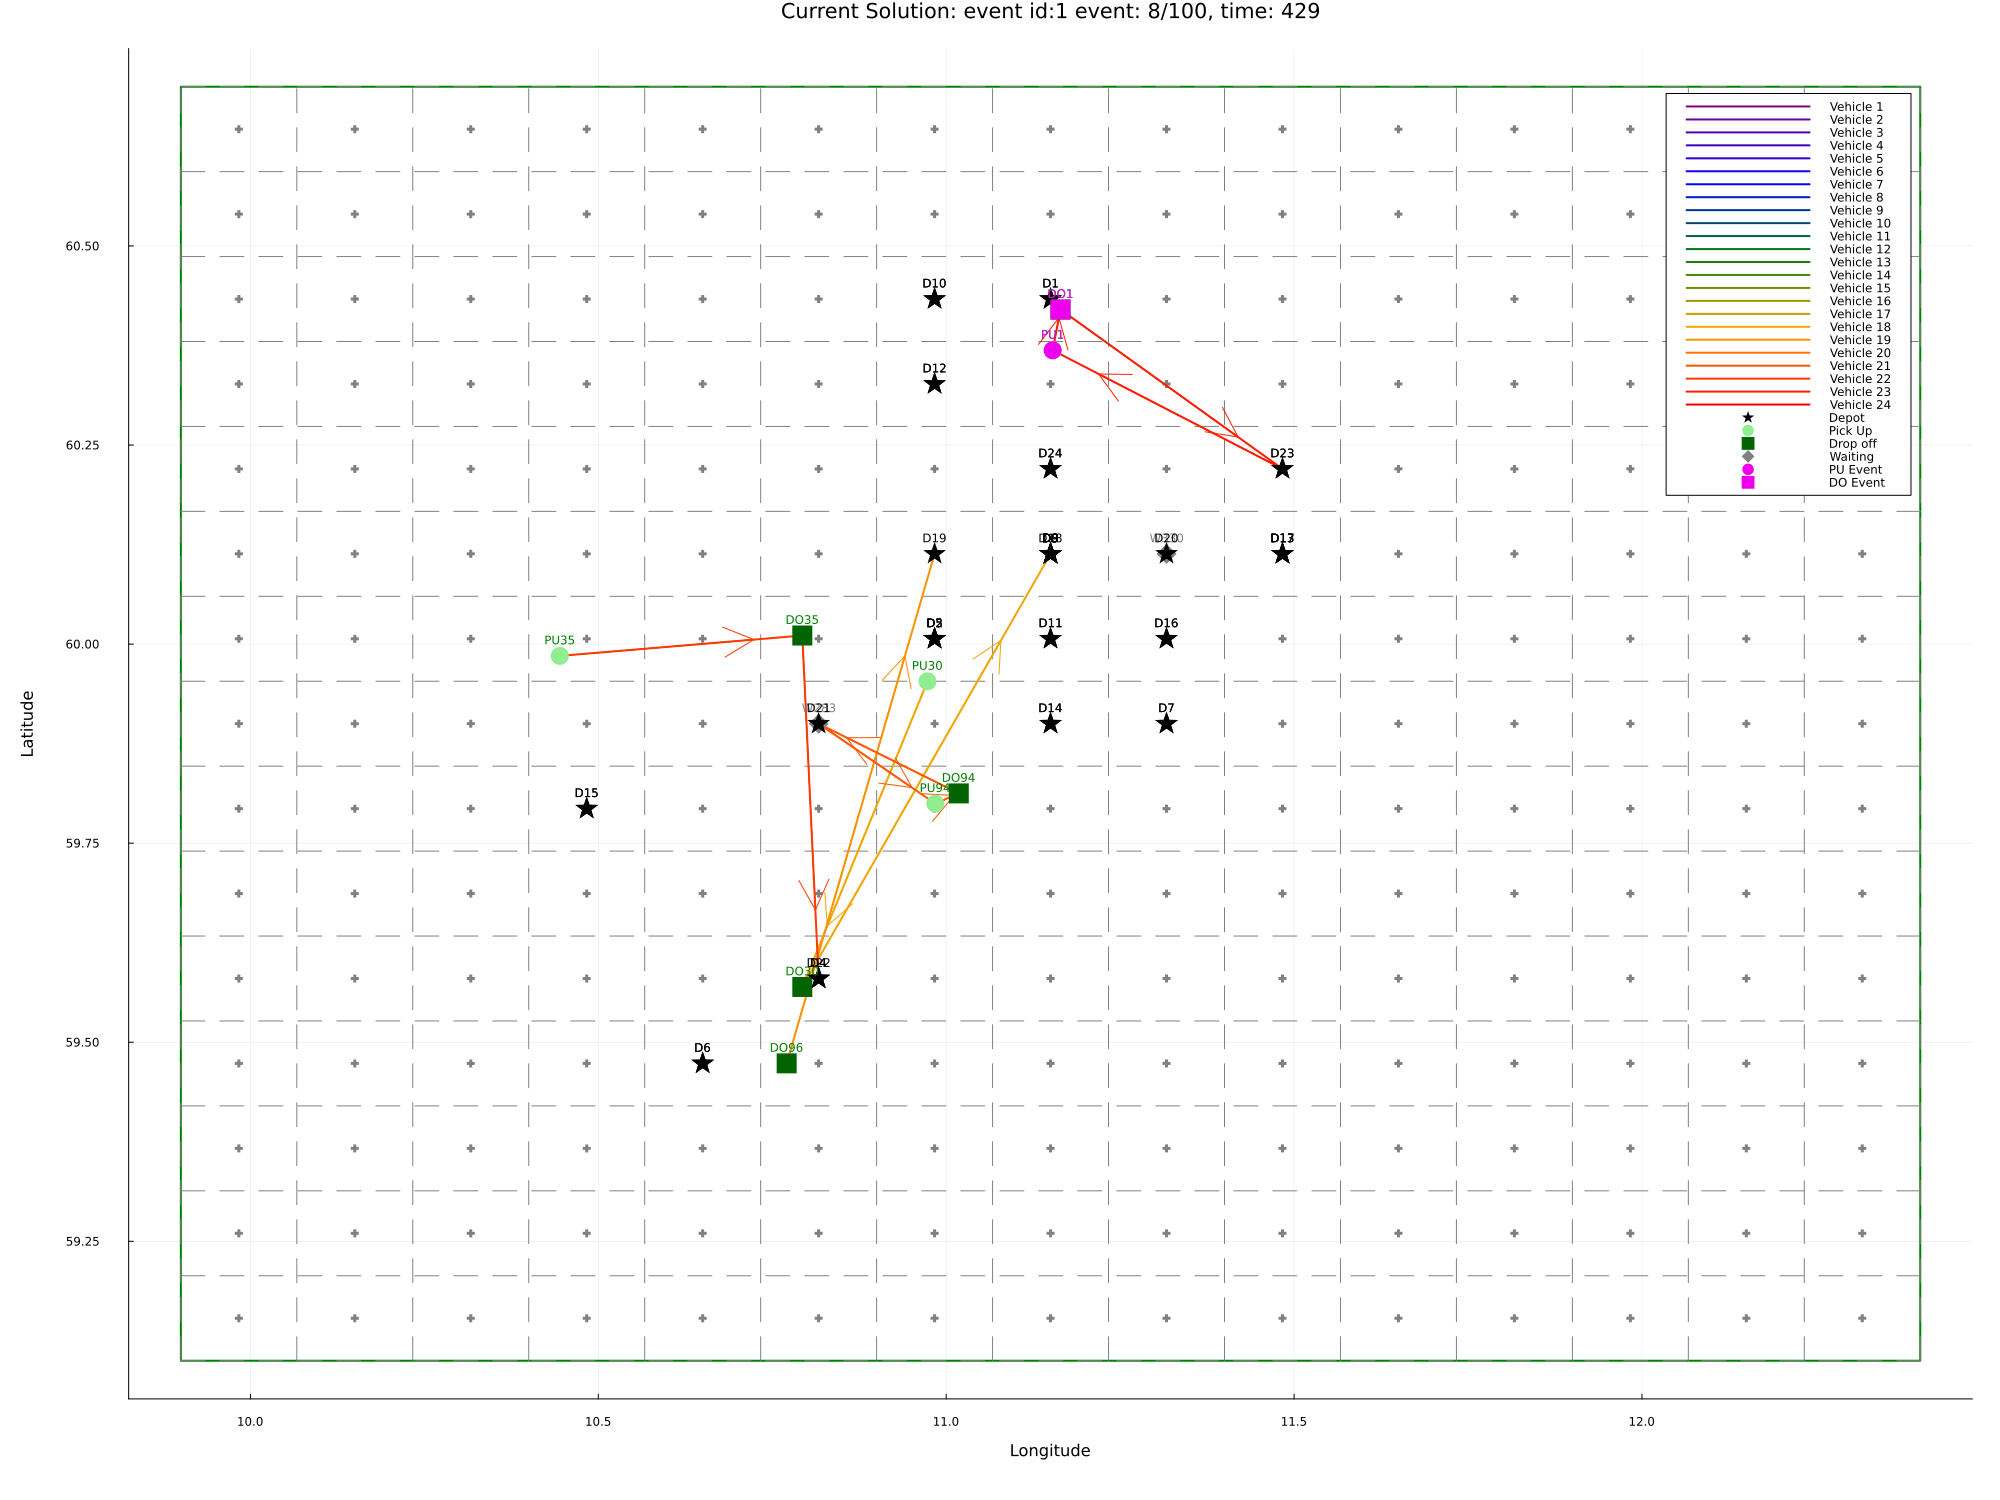 Current Solution: event id:1 event: 8/100, time: 429
Vehicle 1
Vehicle 2
Vehicle 3
Vehicle 4
Vehicle 5
Vehicle 6
Vehicle 7
Vehicle 8
Vehicle 9
Vehicle 10
Vehicle 11
Vehicle 12
Vehicle 13
Vehicle 14
Vehicle 15
Vehicle 16
Vehicle 17
Vehicle 18
Vehicle 19
Vehicle 20
Vehicle 21
Vehicle 22
Vehicle 23
Vehicle 24
Depot
Pick Up
Drop off
Waiting
PU Event
DO Event
60.50
D10
D1
DO1
PU1
D12
60.25
D24
D23
D19
D20
60.00
PU35
DO35
D11
D16
PU30
D21
D14
D7
DO94
PU94
D15
59.75
D22
59.50
D6
DO96
59.25
10.0
10.5
11.0
11.5
12.0
Longitude
Latitude